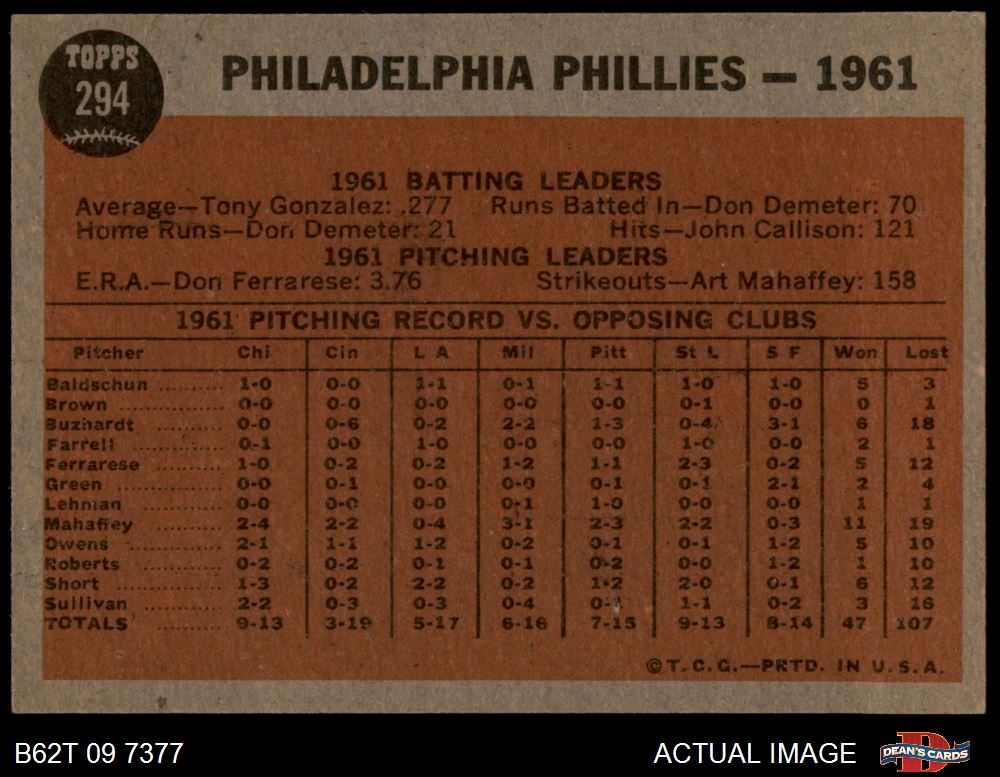 TOPPS
294
PHILADELPHIA PHILLIES — 1961
1961 BATTING LEADERS
Average—Tony Gonzalez: .277 Runs Batted In—Don Demeter: 70
Home Runs—Don Demeter: 21 Hits—John Callison: 121
1961 PITCHING LEADERS
E.R.A.—Don Ferrarese: 3.76 Strikeouts—Art Mahaffey: 158
1961 PITCHING RECORD VS. OPPOSING CLUBS
Pitcher Chi Cin L A Mil Pitt St L S F Won Lost
Baldschun .......... 1-0 0-0 1-1 0-1 1-1 1-0 1-0 5 3
Brown .............. 0-0 0-0 0-0 0-0 0-0 0-1 0-0 0 1
Buzhardt .......... 0-0 0-6 0-2 2-2 1-3 0-4 3-1 6 18
Farrell .............. 0-1 0-0 1-0 0-0 0-0 1-0 0-0 2 1
Ferrarese .......... 1-0 0-2 0-2 1-2 1-1 2-3 0-2 5 12
Green .............. 0-0 0-1 0-0 0-0 0-1 0-1 2-1 2 4
Lehman ............ 0-0 0-0 0-0 0-1 1-0 0-0 0-0 1 1
Mahaffey .......... 2-4 2-2 0-4 3-1 2-3 2-2 0-3 11 19
Owens ............. 2-1 1-1 1-2 0-2 0-1 0-1 1-2 5 10
Roberts ............ 0-2 0-2 0-1 0-1 0-2 0-0 1-2 1 10
Short .............. 1-3 0-2 2-2 0-2 1-2 2-0 0-1 6 12
Sullivan ............ 2-2 0-3 0-3 0-4 1-1 0-2 3 16
TOTALS .......... 9-13 3-19 5-17 6-16 7-15 9-13 8-14 47 107
©T.C.G.—PRTD. IN U.S.A.
B62T 09 7377 ACTUAL IMAGE DEAN'S CARDS